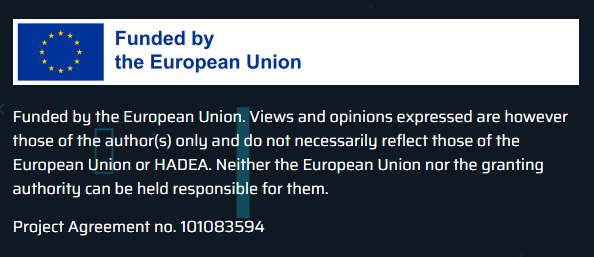 Funded by
the European Union
Funded by the European Union. Views and opinions expressed are however
those of the author(s) only and do not necessarily reflect those of the
European Union or HADEA. Neither the European Union nor the granting
authority can be held responsible for them.
Project Agreement no. 101083594